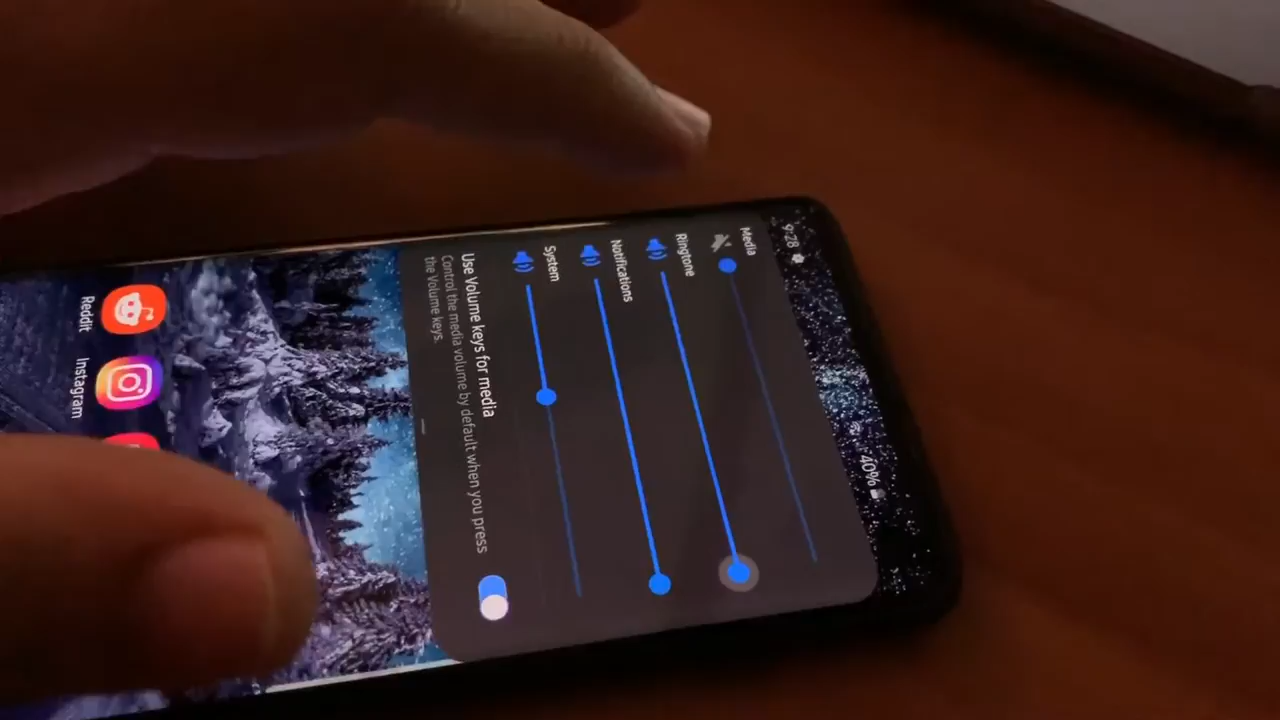 9:28
40%
Media
Ringtone
Notifications
System
Use Volume keys for media
Control the media volume by default when you press
the Volume keys.
Reddit
Instagram